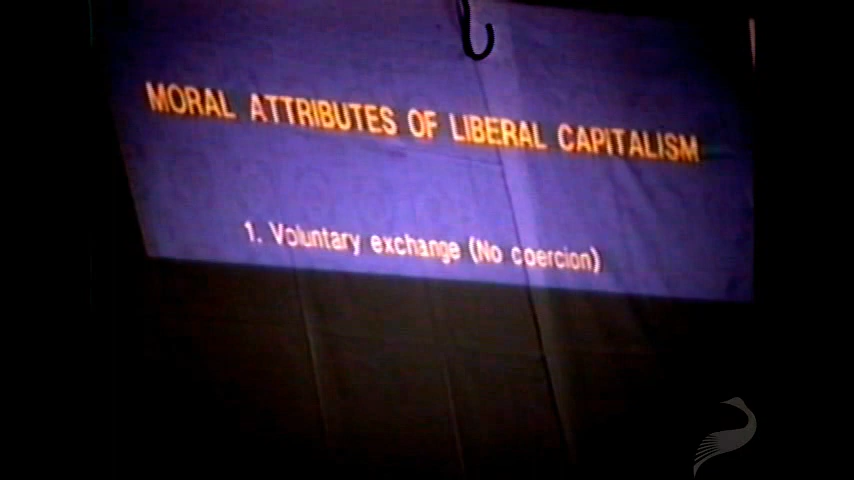 MORAL ATTRIBUTES OF LIBERAL CAPITALISM
1. Voluntary exchange (No coercion)